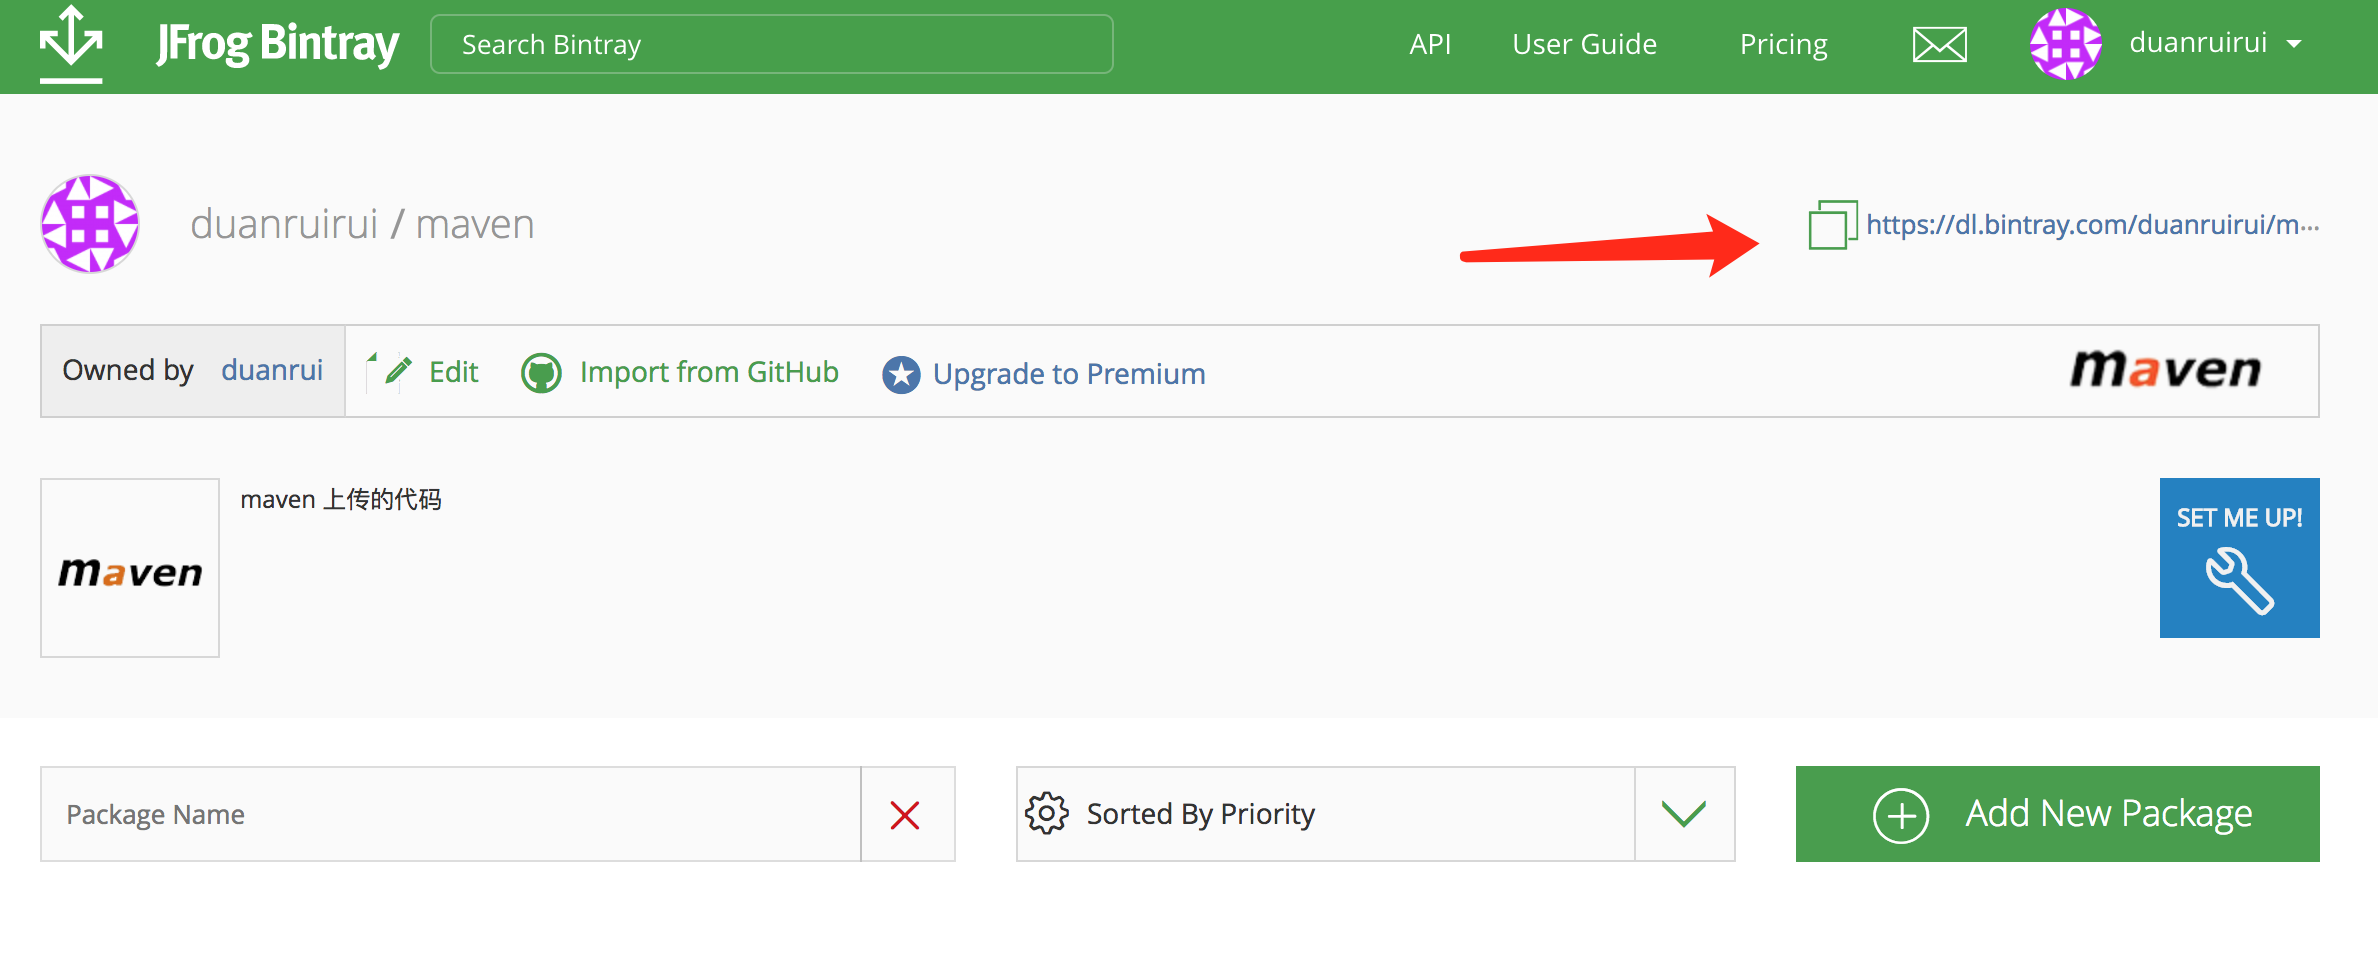 JFrog Bintray Search Bintray API User Guide Pricing duanruirui
duanruirui / maven https://dl.bintray.com/duanruirui/m...
Owned by duanrui Edit Import from GitHub Upgrade to Premium maven
maven 上传的代码
SET ME UP!
maven
Package Name Sorted By Priority Add New Package